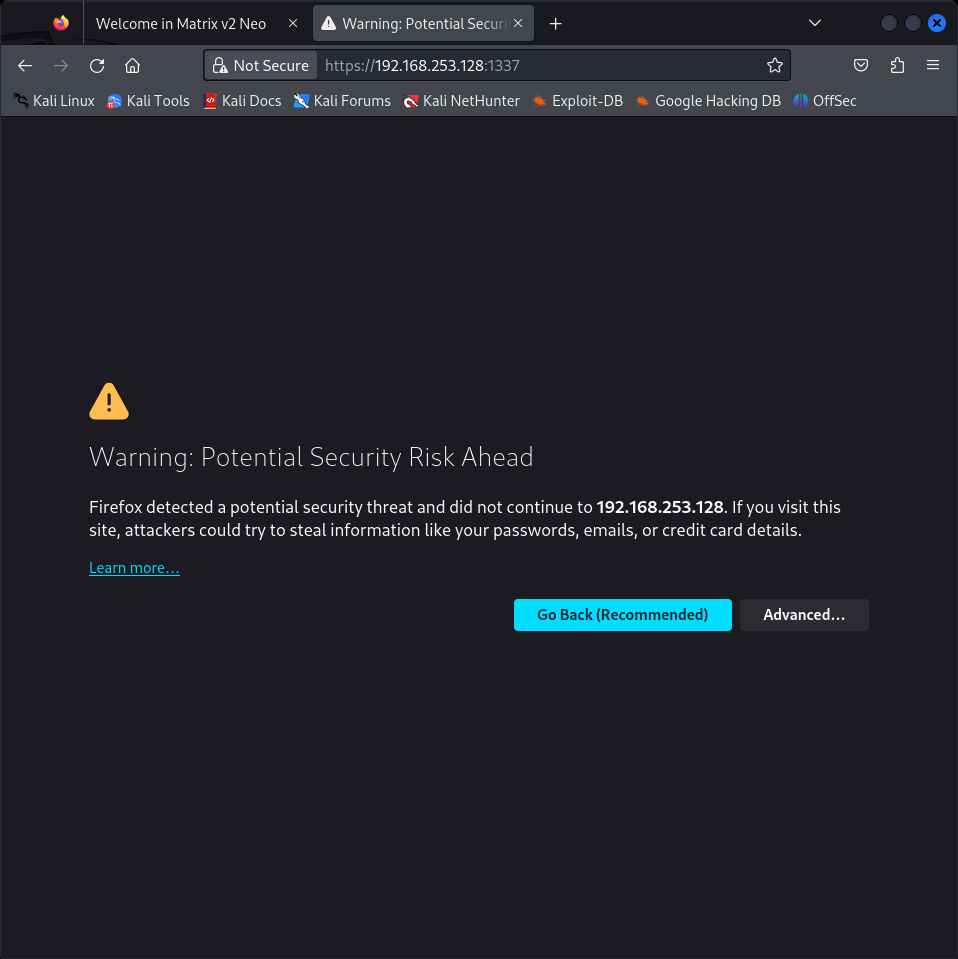 Welcome in Matrix v2 Neo
Warning: Potential Securi
Not Secure
https://192.168.253.128:1337
Kali Linux
Kali Tools
Kali Docs
Kali Forums
Kali NetHunter
Exploit-DB
Google Hacking DB
OffSec
Warning: Potential Security Risk Ahead
Firefox detected a potential security threat and did not continue to 192.168.253.128. If you visit this
site, attackers could try to steal information like your passwords, emails, or credit card details.
Learn more…
Go Back (Recommended)
Advanced…